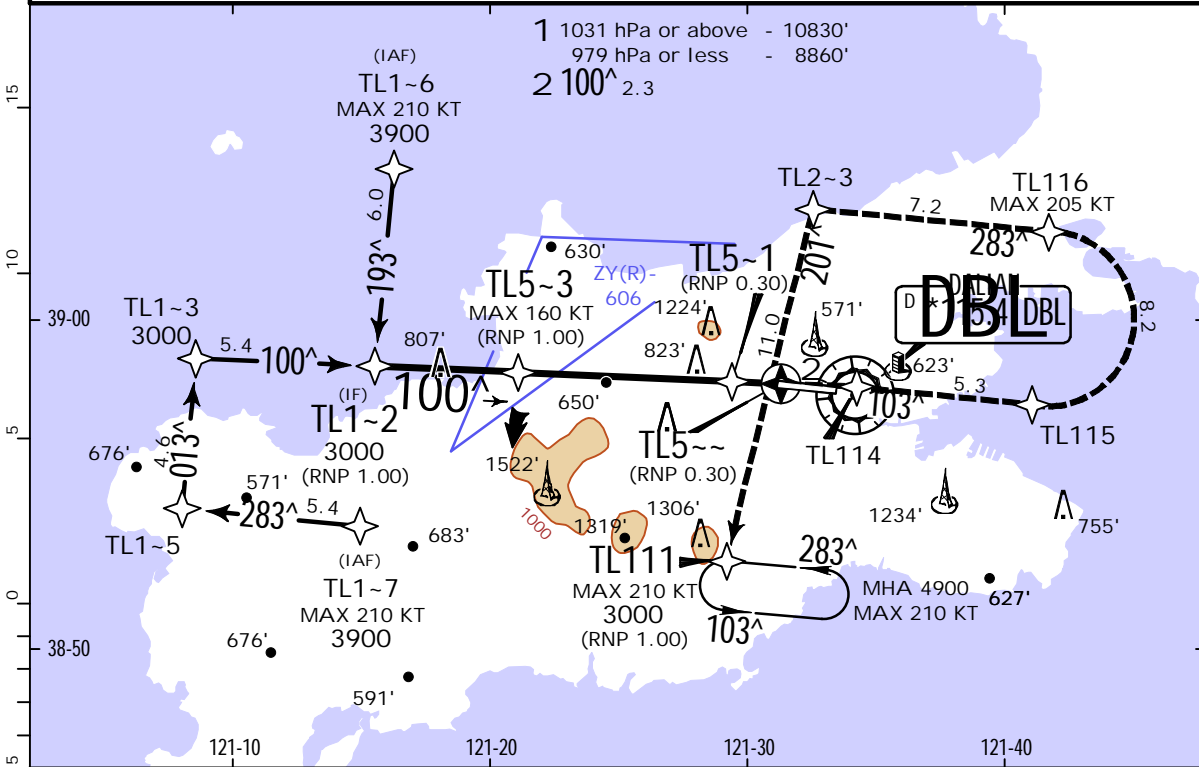 1 1031 hPa or above - 10830'
979 hPa or less - 8860'
2 100^ 2.3
(IAF)
TL1~6
MAX 210 KT
3900
15
6.0
193^
TL2~3
7.2
TL116
MAX 205 KT
283^
201^
10
630'
ZY(R)-
606
TL5~1
(RNP 0.30)
TL5~3
MAX 160 KT
(RNP 1.00)
1224'
571'
11.0
DALIAN
D
*
5.4
DBL
DBL
8.2
TL1~3
3000
39-00
5.4
100^
807'
823'
2
623'
5.3
103^
100^
650'
(IF)
TL1~2
3000
(RNP 1.00)
TL5~~
(RNP 0.30)
TL114
TL115
5
676'
4.6
013^
571'
5.4
283^
1522'
1000
1319'
1306'
1234'
755'
TL1~5
683'
(IAF)
TL1~7
MAX 210 KT
3900
TL111
MAX 210 KT
3000
(RNP 1.00)
283^
103^
MHA 4900
MAX 210 KT
627'
0
38-50
676'
591'
5
121-10
121-20
121-30
121-40